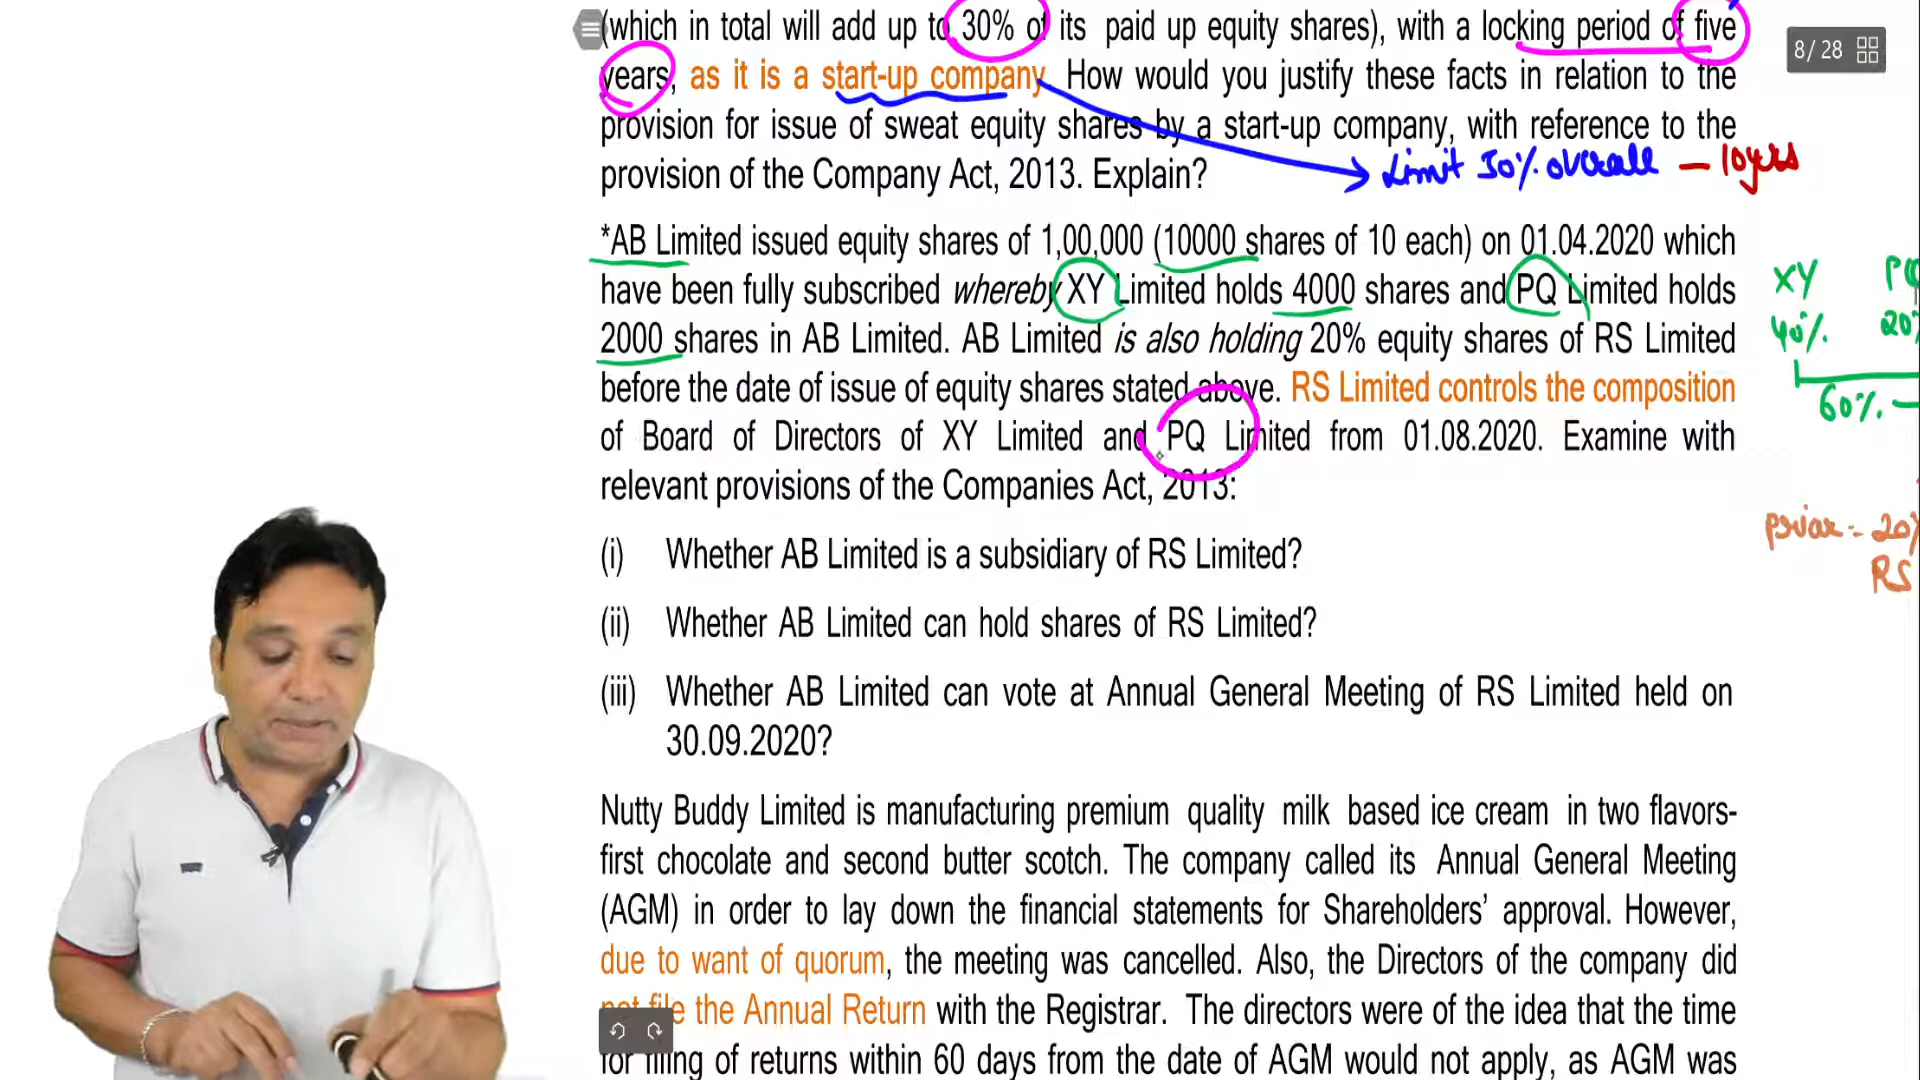 (which in total will add up to 30% of its paid up equity shares), with a locking period of five
8/28
years, as it is a start-up company. How would you justify these facts in relation to the
provision for issue of sweat equity shares by a start-up company, with reference to the
provision of the Company Act, 2013. Explain?
Limit 50% overall - 10yrs
*AB Limited issued equity shares of 1,00,000 (10000 shares of 10 each) on 01.04.2020 which
have been fully subscribed whereby XY Limited holds 4000 shares and PQ Limited holds
XY PQ
2000 shares in AB Limited. AB Limited is also holding 20% equity shares of RS Limited
40% 20%
before the date of issue of equity shares stated above. RS Limited controls the composition
60% -
of Board of Directors of XY Limited and PQ Limited from 01.08.2020. Examine with
relevant provisions of the Companies Act, 2013:
20%
RS
(i) Whether AB Limited is a subsidiary of RS Limited?
(ii) Whether AB Limited can hold shares of RS Limited?
(iii) Whether AB Limited can vote at Annual General Meeting of RS Limited held on
30.09.2020?
Nutty Buddy Limited is manufacturing premium quality milk based ice cream in two flavors-
first chocolate and second butter scotch. The company called its Annual General Meeting
(AGM) in order to lay down the financial statements for Shareholders' approval. However,
due to want of quorum, the meeting was cancelled. Also, the Directors of the company did
not file the Annual Return with the Registrar. The directors were of the idea that the time
for filing of returns within 60 days from the date of AGM would not apply, as AGM was